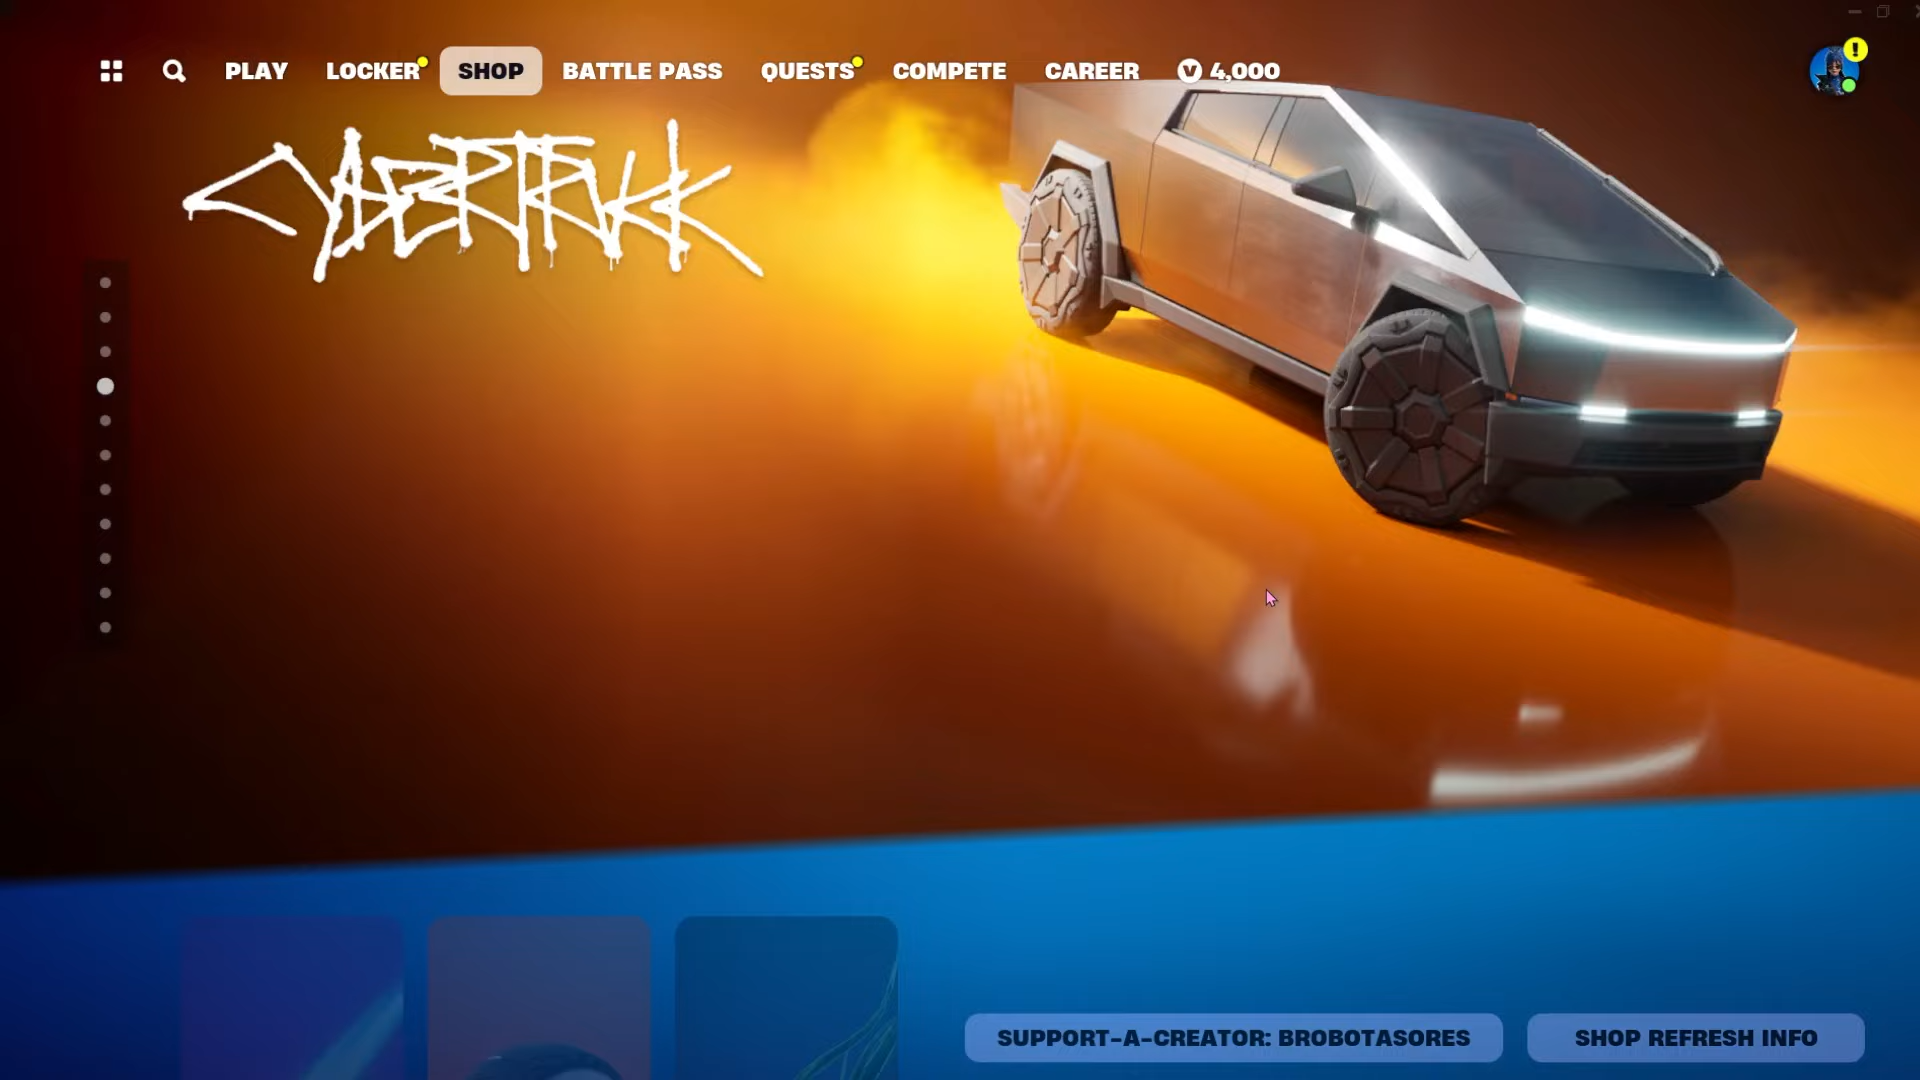 PLAY LOCKER SHOP BATTLE PASS QUESTS COMPETE CAREER V 4,000
!
CYBERTRUCK
SUPPORT-A-CREATOR: BROBOTASORES
SHOP REFRESH INFO